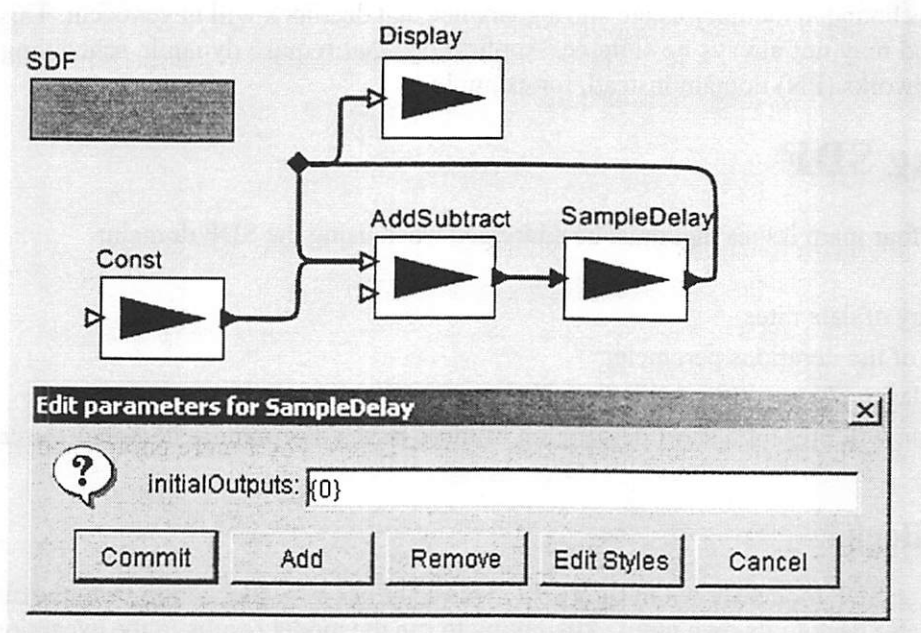 Display
SDF
AddSubtract
SampleDelay
Const
Edit parameters for SampleDelay
?
initialOutputs: {0}
Commit
Add
Remove
Edit Styles
Cancel